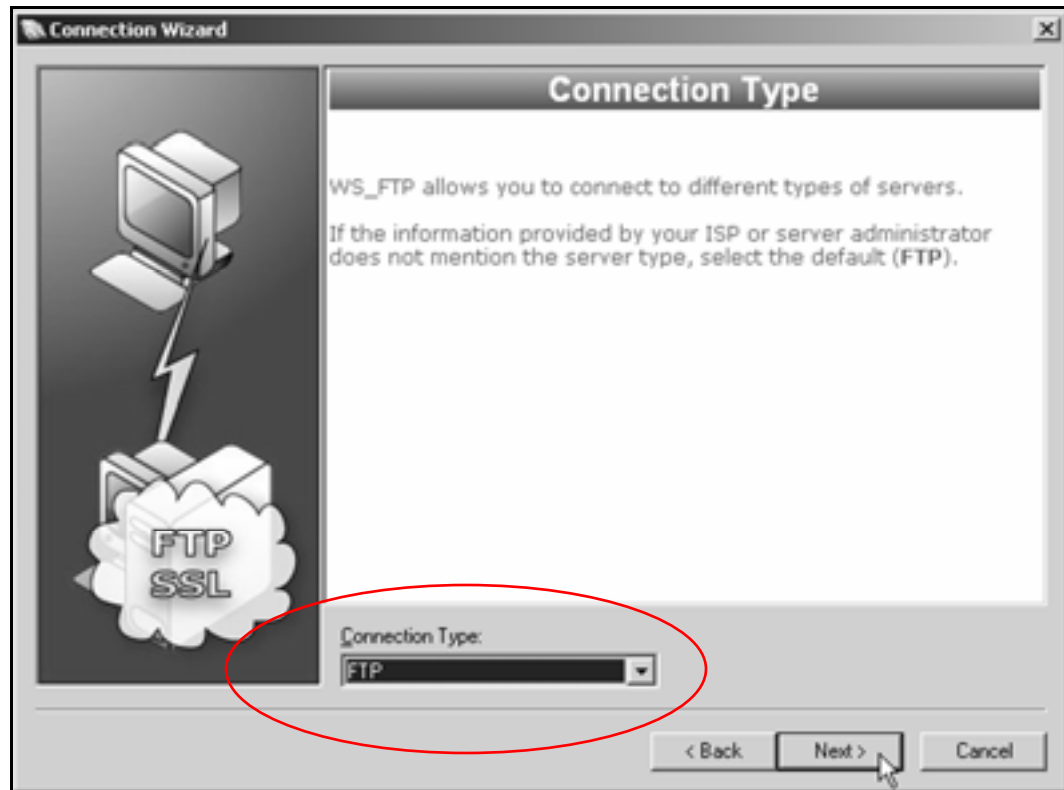 Connection Wizard
Connection Type
WS_FTP allows you to connect to different types of servers.
If the information provided by your ISP or server administrator
does not mention the server type, select the default (FTP).
FTP
SSL
Connection Type:
FTP
< Back
Next >
Cancel